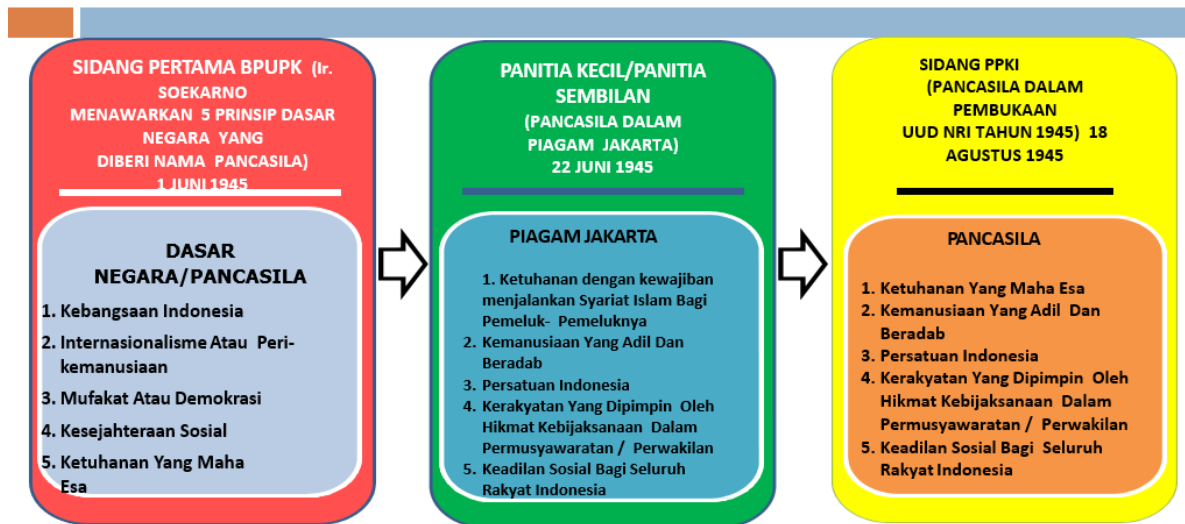 SIDANG PERTAMA BPUPK (Ir.
SOEKARNO
MENAWARKAN 5 PRINSIP DASAR
NEGARA YANG
DIBERI NAMA PANCASILA)
1 JUNI 1945
DASAR
NEGARA/PANCASILA
1. Kebangsaan Indonesia
2. Internasionalisme Atau Peri-
kemanusiaan
3. Mufakat Atau Demokrasi
4. Kesejahteraan Sosial
5. Ketuhanan Yang Maha
Esa
PANITIA KECIL/PANITIA
SEMBILAN
(PANCASILA DALAM
PIAGAM JAKARTA)
22 JUNI 1945
PIAGAM JAKARTA
1. Ketuhanan dengan kewajiban
menjalankan Syariat Islam Bagi
Pemeluk- Pemeluknya
2. Kemanusiaan Yang Adil Dan
Beradab
3. Persatuan Indonesia
4. Kerakyatan Yang Dipimpin Oleh
Hikmat Kebijaksanaan Dalam
Permusyawaratan / Perwakilan
5. Keadilan Sosial Bagi Seluruh
Rakyat Indonesia
SIDANG PPKI
(PANCASILA DALAM
PEMBUKAAN
UUD NRI TAHUN 1945) 18
AGUSTUS 1945
PANCASILA
1. Ketuhanan Yang Maha Esa
2. Kemanusiaan Yang Adil Dan
Beradab
3. Persatuan Indonesia
4. Kerakyatan Yang Dipimpin Oleh
Hikmat Kebijaksanaan Dalam
Permusyawaratan / Perwakilan
5. Keadilan Sosial Bagi Seluruh
Rakyat Indonesia